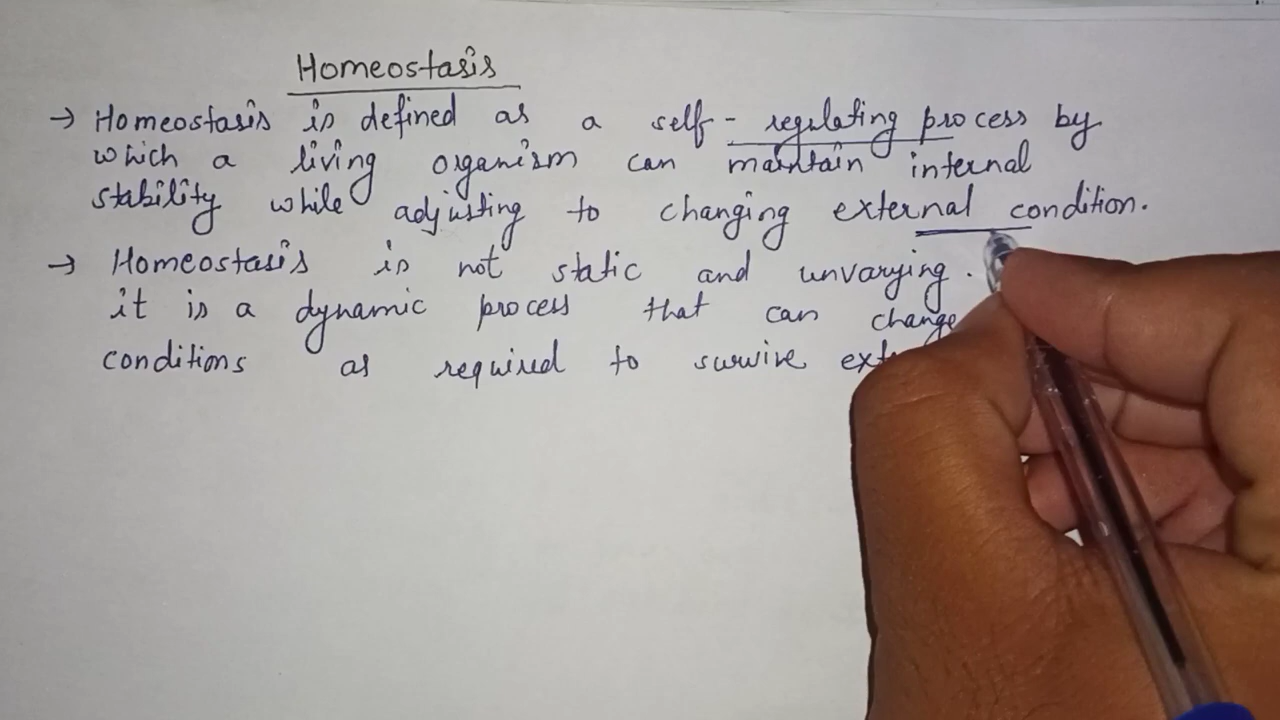 Homeostasis
→ Homeostasis is defined as a self - regulating process by
which a living organism can maintain internal
stability while adjusting to changing external condition.
→ Homeostasis is not static and unvarying.
it is a dynamic process that can change
conditions as required to survive